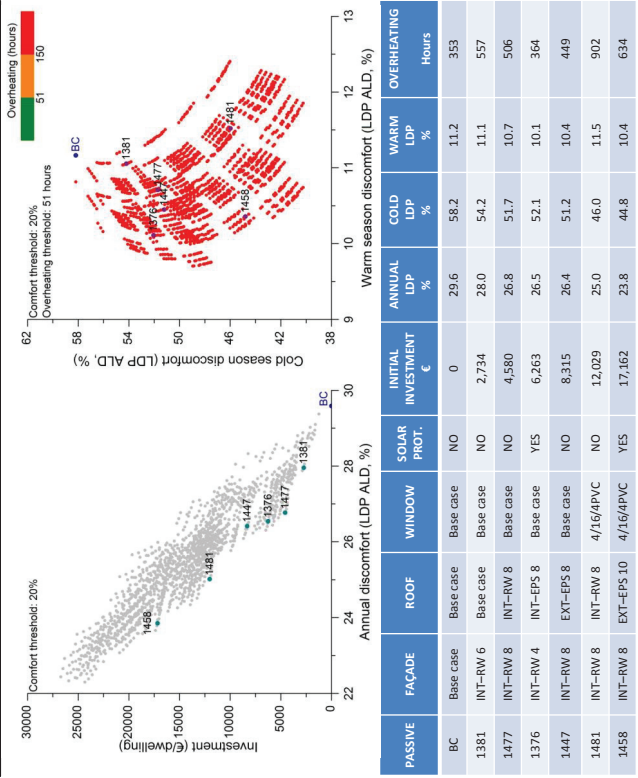 30000
25000
20000
15000
10000
5000
0
Investment (€/dwelling)
Comfort threshold: 20%
1458
1481
1447
1376
1477
1381
BC
22
24
26
28
30
Annual discomfort (LDP ALD, %)
Overheating (hours)
51
150
62
58
54
50
46
42
38
Cold season discomfort (LDP ALD, %)
Comfort threshold: 20%
Overheating threshold: 51 hours
BC
1381
1376
1477
1447
1481
1458
9
10
11
12
13
Warm season discomfort (LDP ALD, %)
PASSIVE FAÇADE ROOF WINDOW SOLAR PROT. INITIAL INVESTMENT € ANNUAL LDP % COLD LDP % WARM LDP % OVERHEATING Hours
BC Base case Base case Base case NO 0 29.6 58.2 11.2 353
1381 INT–RW 6 Base case Base case NO 2,734 28.0 54.2 11.1 557
1477 INT–RW 8 INT–RW 8 Base case NO 4,580 26.8 51.7 10.7 506
1376 INT–RW 4 INT–EPS 8 Base case YES 6,263 26.5 52.1 10.1 364
1447 INT–RW 8 EXT–EPS 8 Base case NO 8,315 26.4 51.2 10.4 449
1481 INT–RW 8 INT–RW 8 4/16/4PVC NO 12,029 25.0 46.0 11.5 902
1458 INT–RW 8 EXT–EPS 10 4/16/4PVC YES 17,162 23.8 44.8 10.4 634